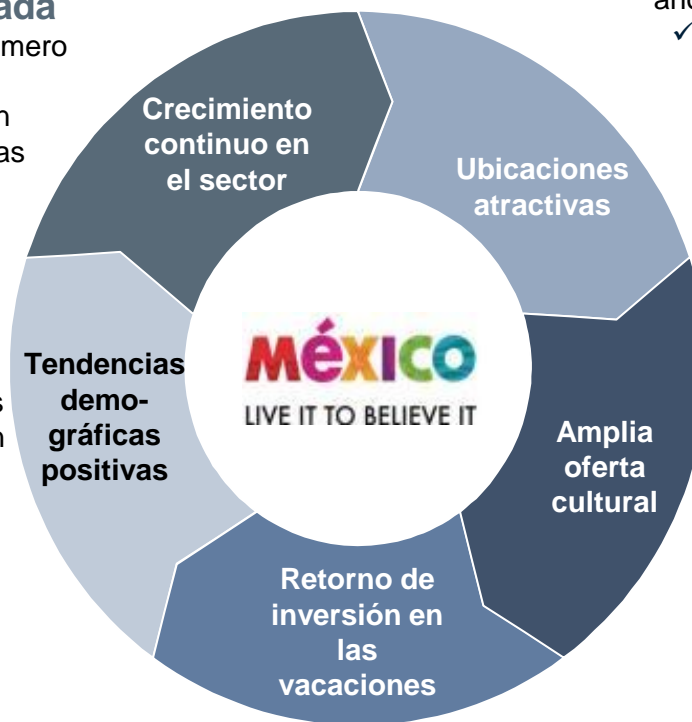 Crecimiento
continuo en
el sector
Ubicaciones
atractivas
México
LIVE IT TO BELIEVE IT
Tendencias
demo-
gráficas
positivas
Amplia
oferta
cultural
Retorno de
inversión en
las
vacaciones